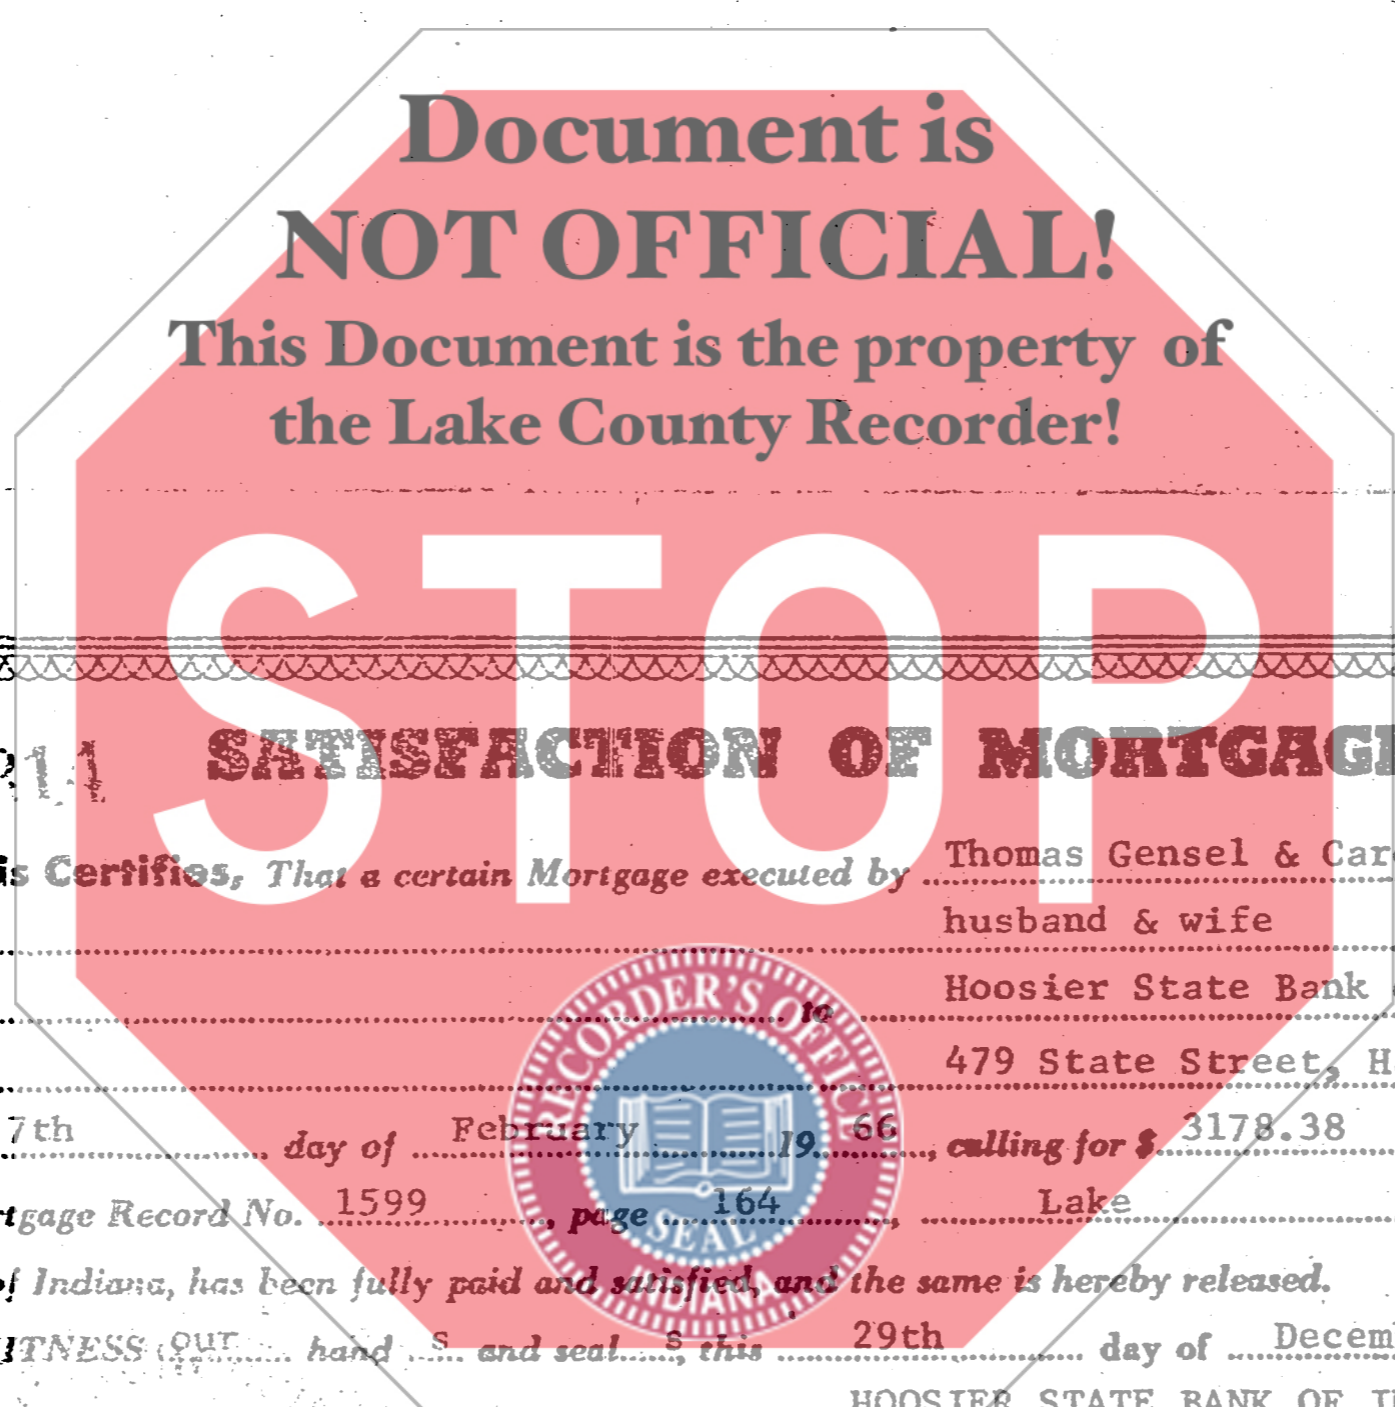 Document is
NOT OFFICIAL!
This Document is the property of
the Lake County Recorder!
STOP
SATISFACTION OF MORTGAG
is Certifies, That a certain Mortgage executed by Thomas Gensel & Car
husband & wife
to Hoosier State Bank
479 State Street, H
7th day of February 19 66, calling for $ 3178.38
tgage Record No. 1599, page 164, Lake
of Indiana, has been fully paid and satisfied, and the same is hereby released.
ITNESS our hand s and seal s, this 29th day of Decem
HOOSIER STATE BANK OF
RECORDER'S OFFICE
SEAL
INDIANA